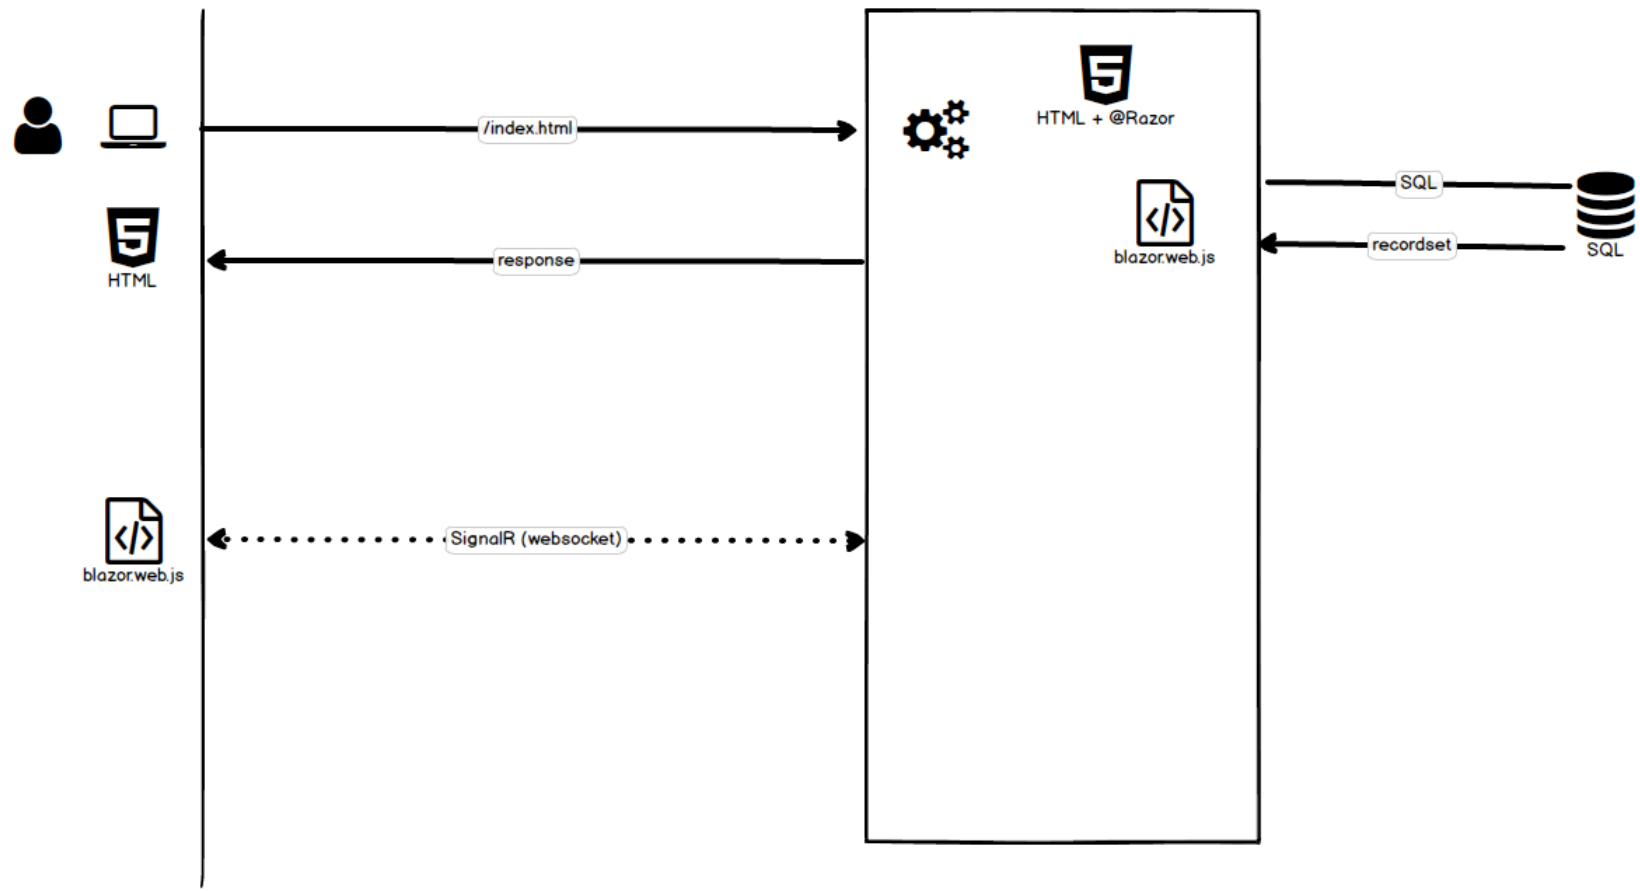 HTML + @Razor
/index.html
SQL
recordset
SQL
blazor.web.js
response
HTML
SignalR (websocket)
blazor.web.js